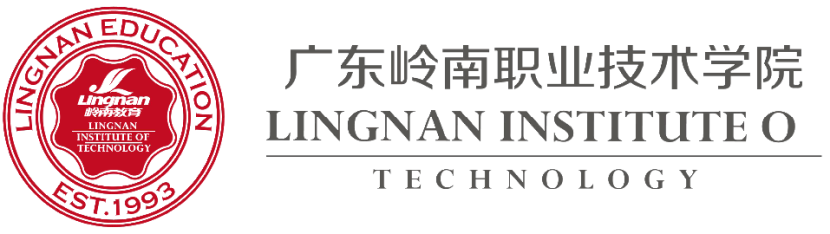 LINGNAN EDUCATION
Lingnan
岭南教育
LINGNAN
INSTITUTE OF
TECHNOLOGY
EST.1993
广东岭南职业技术学院
LINGNAN INSTITUTE O
TECHNOLOGY